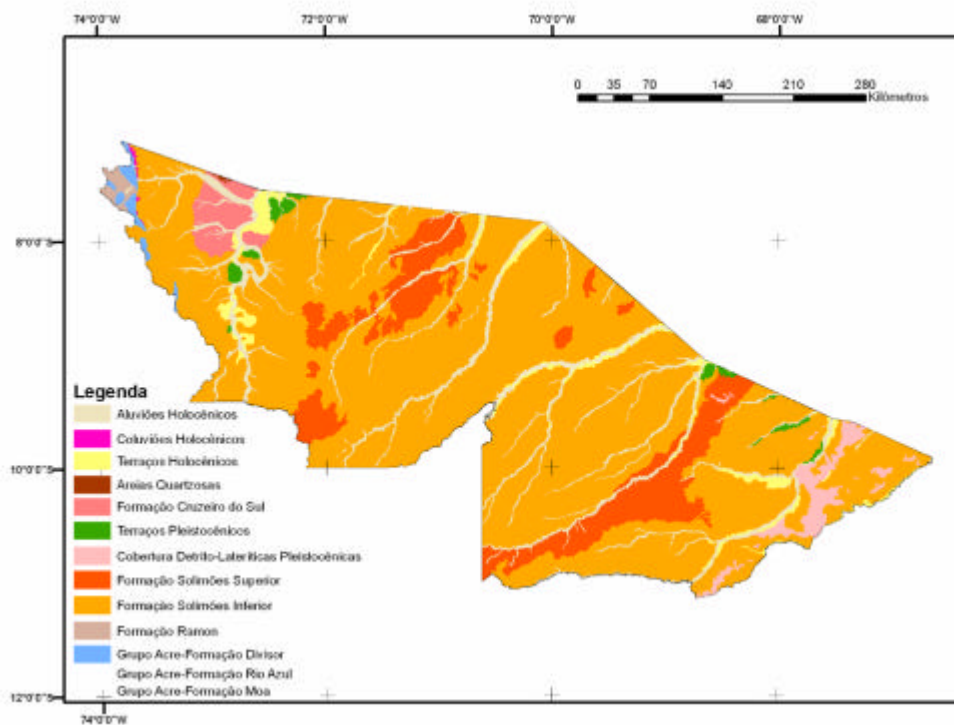 74°0'0"W 72°0'0"W 70°0'0"W 68°0'0"W
0 35 70 140 210 280
Kilômetros
8°0'0"S
Legenda
Aluviões Holocênicos
Coluviões Holocênicos
Terraços Holocênicos
Areias Quartzosas
Formação Cruzeiro do Sul
Terraços Pleistocênicos
Cobertura Detrito-Lateríticas Pleistocênicas
Formação Solimões Superior
Formação Solimões Inferior
Formação Ramon
Grupo Acre-Formação Divisor
Grupo Acre-Formação Rio Azul
Grupo Acre-Formação Moa
10°0'0"S
12°0'0"S
74°0'0"W